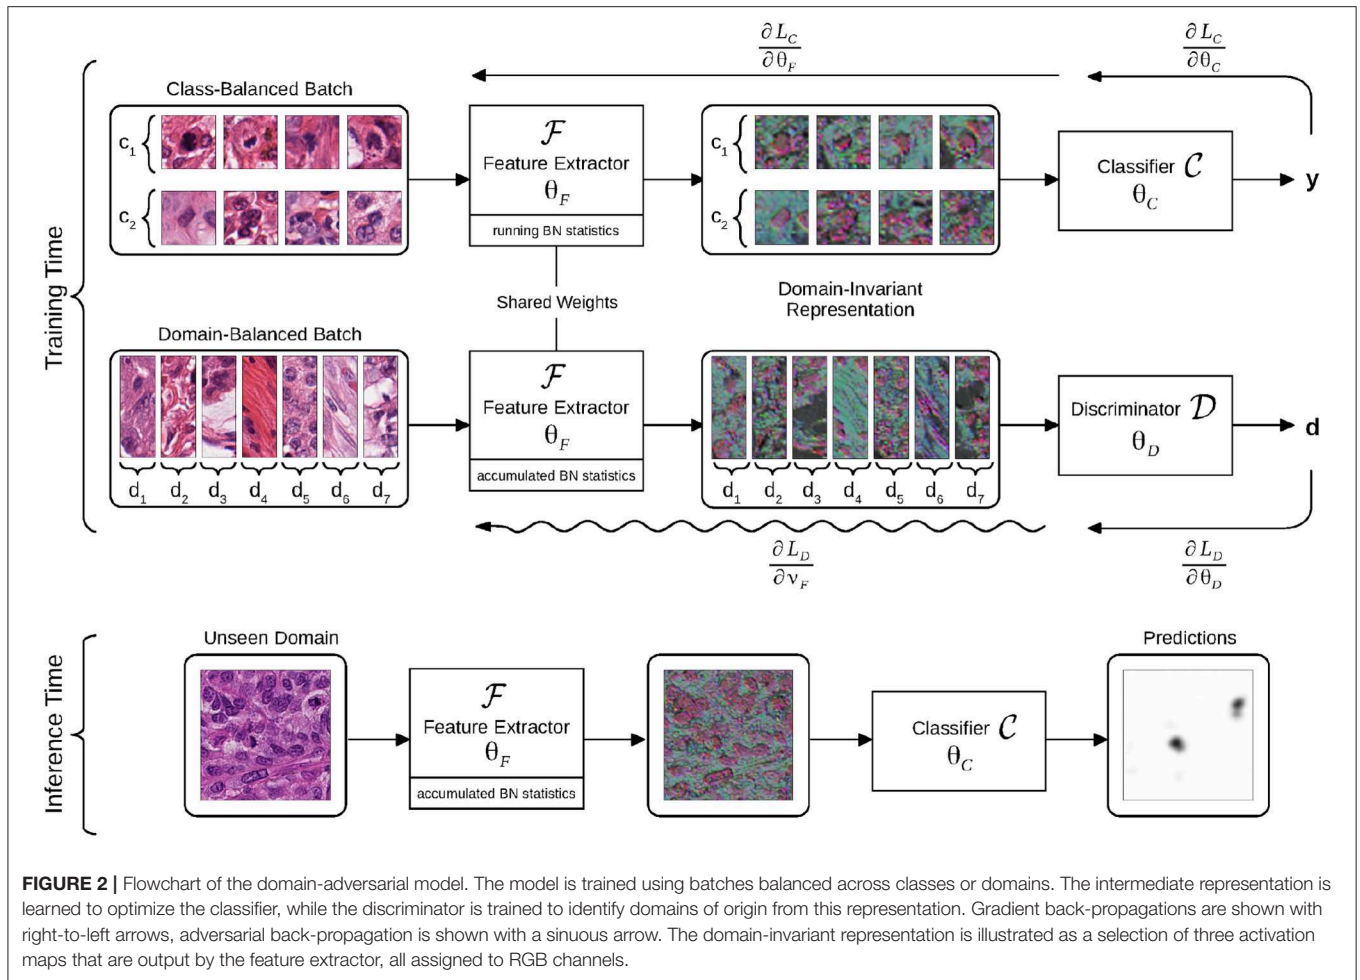 ∂L_C
∂θ_F
∂L_C
∂θ_C
Training Time
Class-Balanced Batch
c₁
c₂
ℱ
Feature Extractor
θ_F
running BN statistics
c₁
c₂
Classifier 𝒞
θ_C
y
Shared Weights
Domain-Invariant
Representation
Domain-Balanced Batch
d₁ d₂ d₃ d₄ d₅ d₆ d₇
ℱ
Feature Extractor
θ_F
accumulated BN statistics
d₁ d₂ d₃ d₄ d₅ d₆ d₇
Discriminator 𝒟
θ_D
d
∂L_D
∂ν_F
∂L_D
∂θ_D
Inference Time
Unseen Domain
ℱ
Feature Extractor
θ_F
accumulated BN statistics
Classifier 𝒞
θ_C
Predictions
FIGURE 2 | Flowchart of the domain-adversarial model. The model is trained using batches balanced across classes or domains. The intermediate representation is
learned to optimize the classifier, while the discriminator is trained to identify domains of origin from this representation. Gradient back-propagations are shown with
right-to-left arrows, adversarial back-propagation is shown with a sinuous arrow. The domain-invariant representation is illustrated as a selection of three activation
maps that are output by the feature extractor, all assigned to RGB channels.